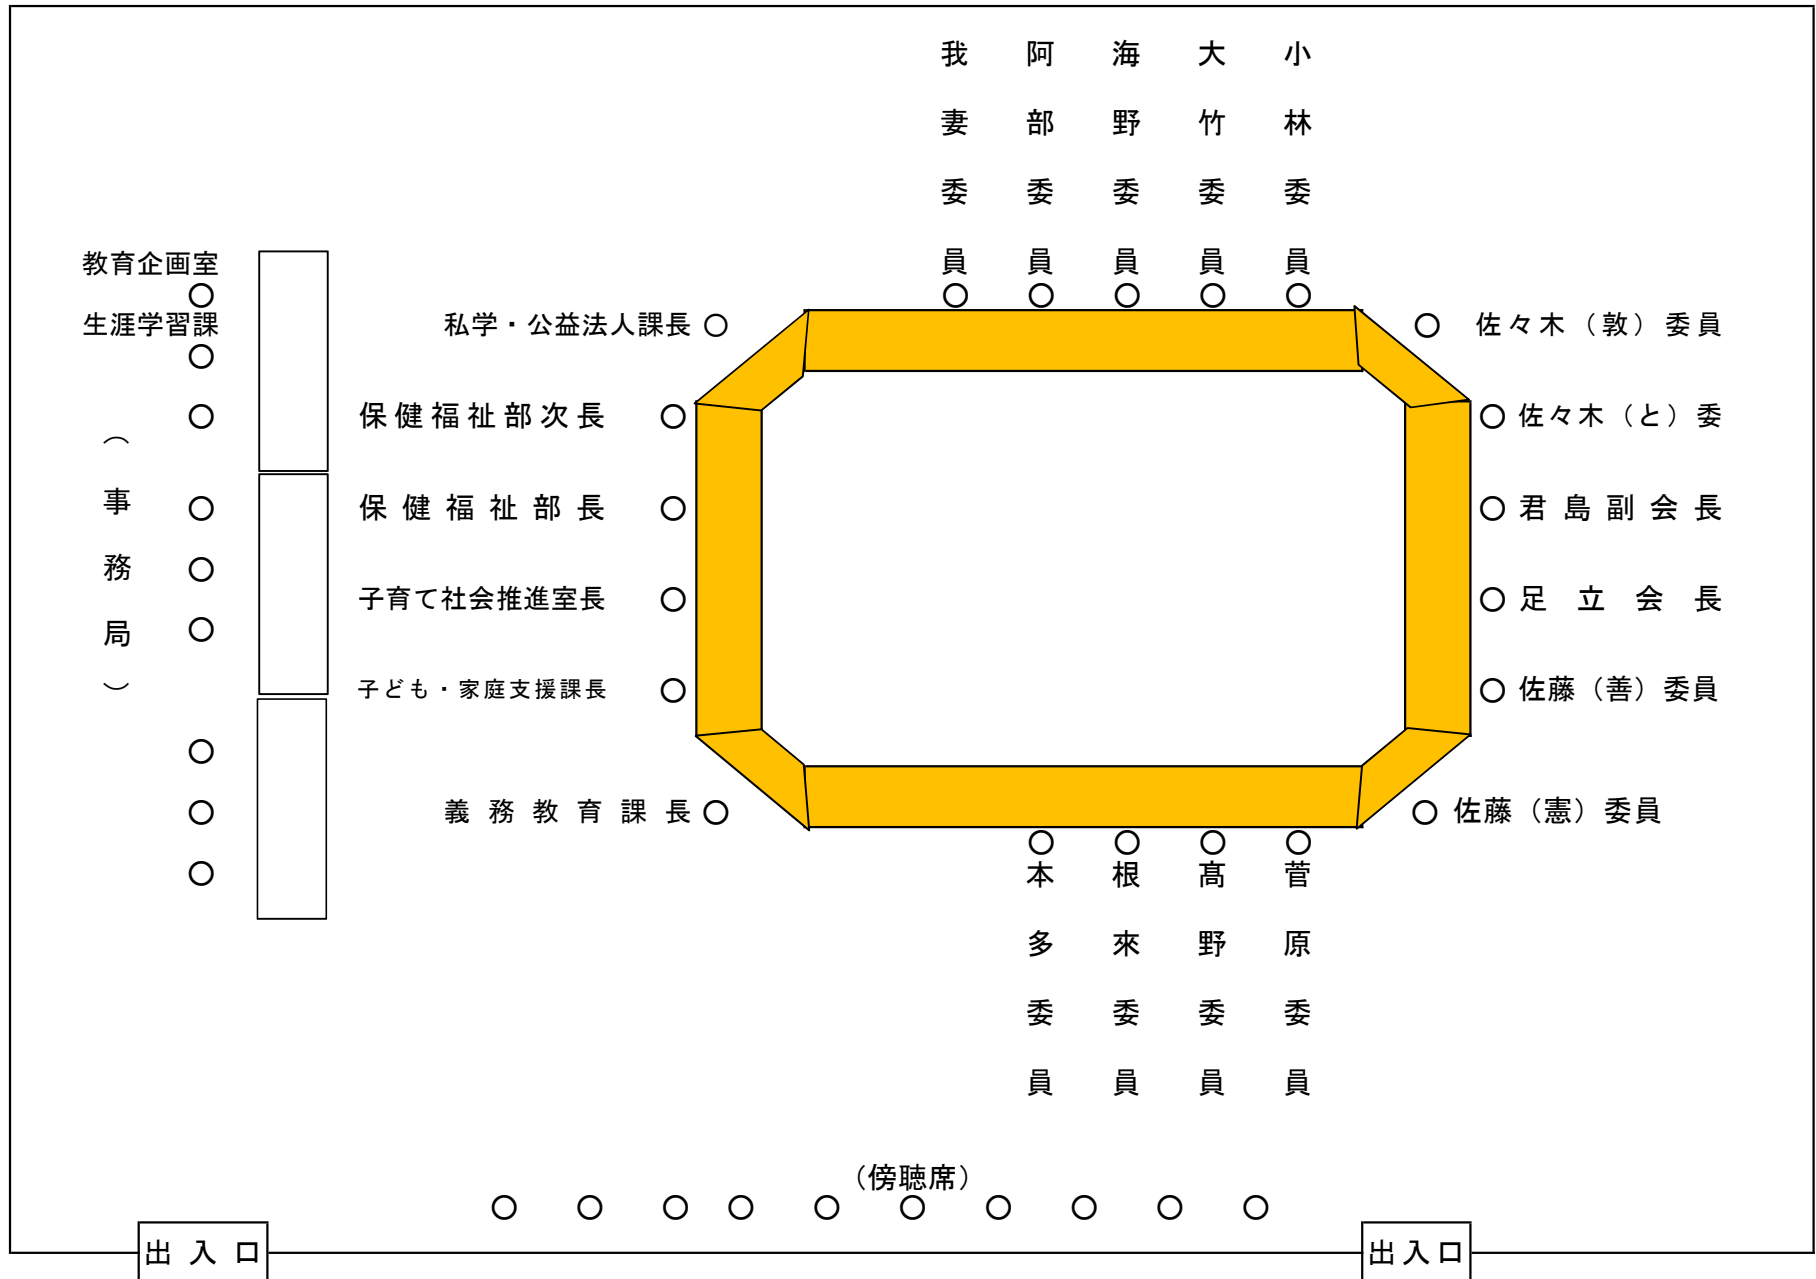 我妻委員
阿部委員
海野委員
大竹委員
小林委員
教育企画室
生涯学習課
（事務局）
私学・公益法人課長
保健福祉部次長
保健福祉部長
子育て社会推進室長
子ども・家庭支援課長
義務教育課長
佐々木（敦）委員
佐々木（と）委
君島副会長
足立会長
佐藤（善）委員
佐藤（憲）委員
本多委員
根來委員
髙野委員
菅原委員
（傍聴席）
出入口
出入口